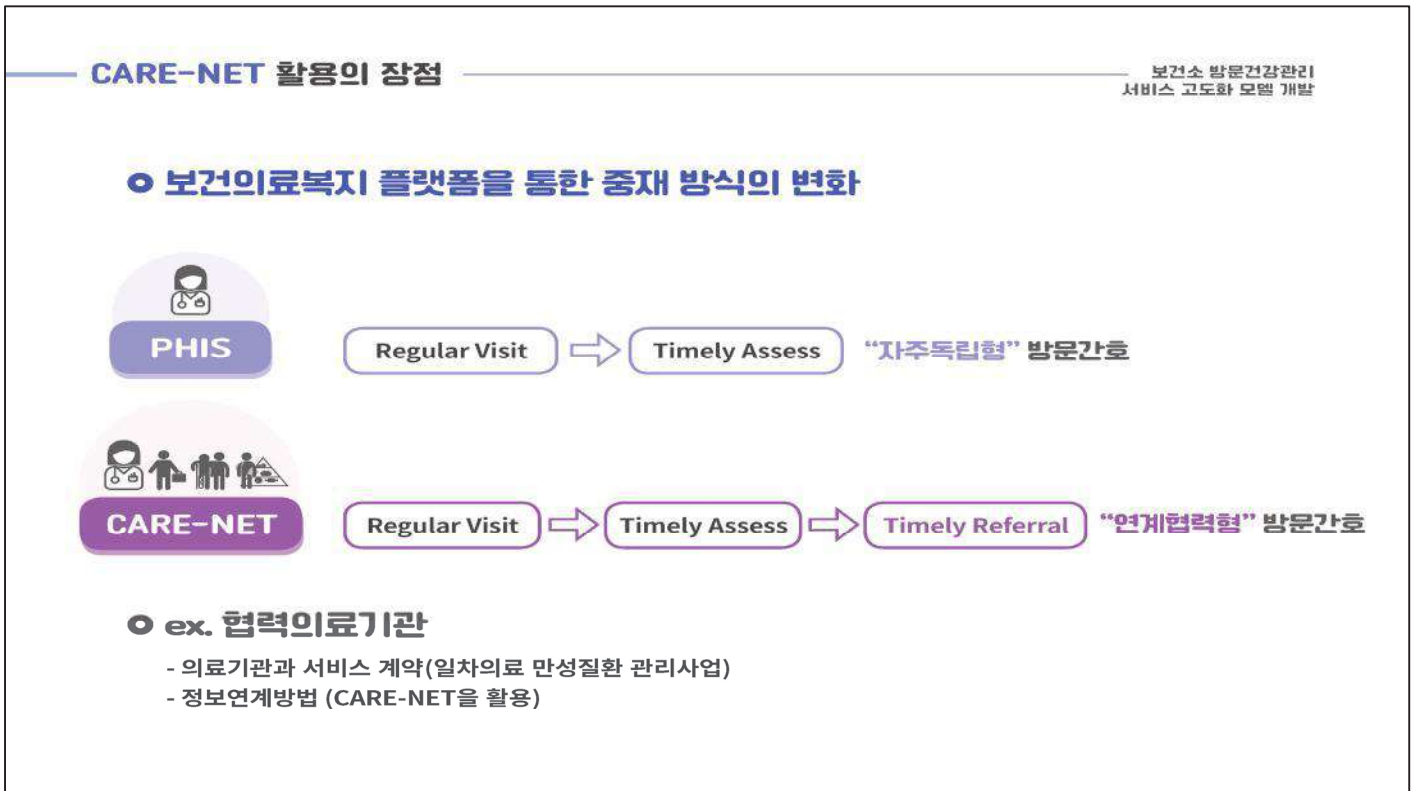 CARE-NET 활용의 장점
보건소 방문건강관리
서비스 고도화 모델 개발
o 보건의료복지 플랫폼을 통한 중재 방식의 변화
PHIS
Regular Visit
Timely Assess
“자주독립형” 방문간호
CARE-NET
Regular Visit
Timely Assess
Timely Referral
“연계협력형” 방문간호
o ex. 협력의료기관
- 의료기관과 서비스 계약(일차의료 만성질환 관리사업)
- 정보연계방법 (CARE-NET을 활용)